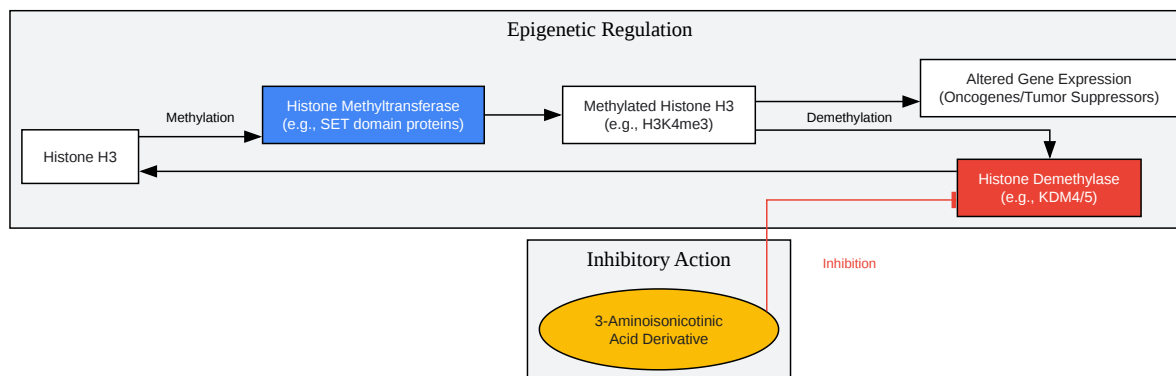 Epigenetic Regulation
Altered Gene Expression
(Oncogenes/Tumor Suppressors)
Histone Methyltransferase
(e.g., SET domain proteins)
Methylated Histone H3
(e.g., H3K4me3)
Methylation
Demethylation
Histone H3
Histone Demethylase
(e.g., KDM4/5)
Inhibitory Action
Inhibition
3-Aminoisonicotinic
Acid Derivative